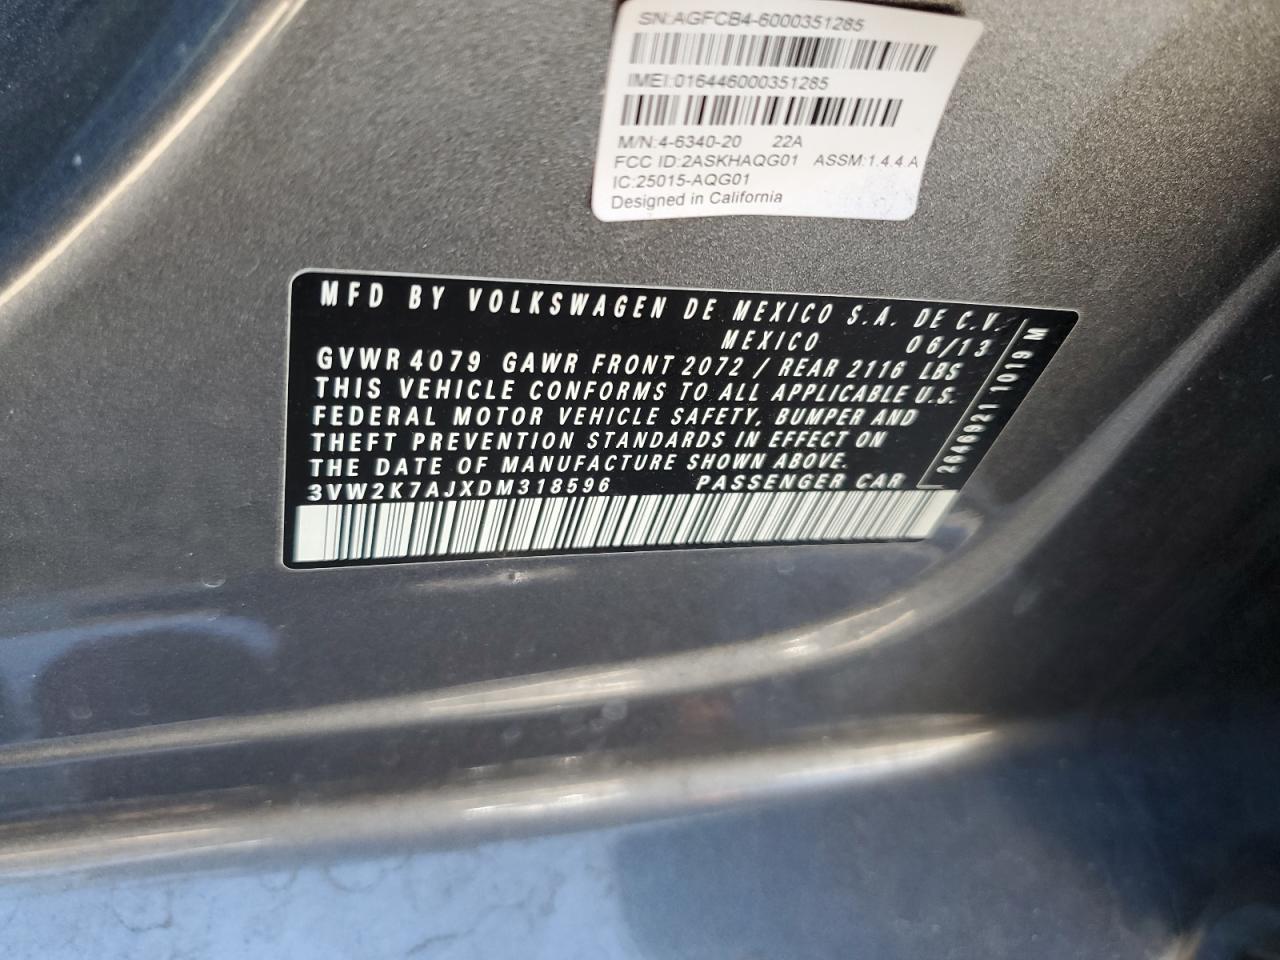 SN:AGFCB4-6000351285
IMEI:016446000351285
M/N:4-6340-20 22A
FCC ID:2ASKHAQG01 ASSM:1.4.4.A
IC:25015-AQG01
Designed in California
MFD BY VOLKSWAGEN DE MEXICO S.A. DE C.V.
MEXICO 06/13
GVWR 4079 GAWR FRONT 2072 / REAR 2116 LBS
THIS VEHICLE CONFORMS TO ALL APPLICABLE U.S.
FEDERAL MOTOR VEHICLE SAFETY, BUMPER AND
THEFT PREVENTION STANDARDS IN EFFECT ON
THE DATE OF MANUFACTURE SHOWN ABOVE.
3VW2K7AJXDM318596 PASSENGER CAR
2646921 1019 M